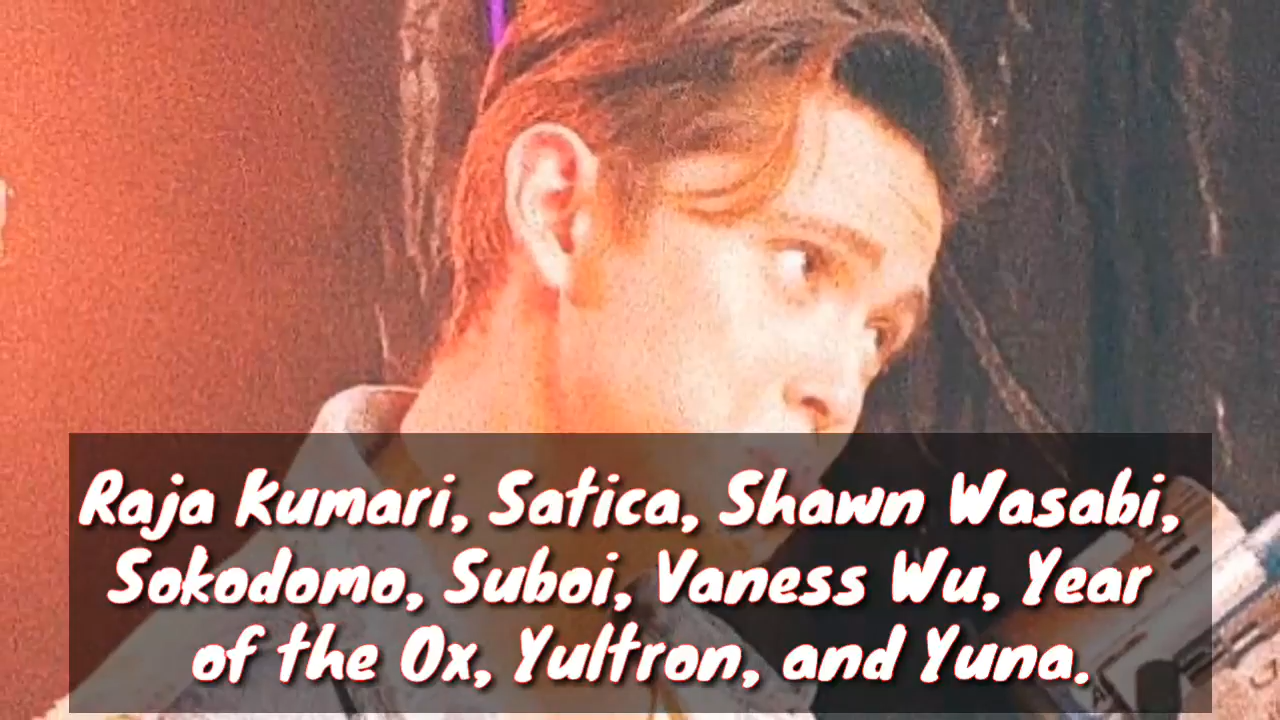 Raja Kumari, Satica, Shawn Wasabi,
Sokodomo, Suboi, Vaness Wu, Year
of the Ox, Yultron, and Yuna.